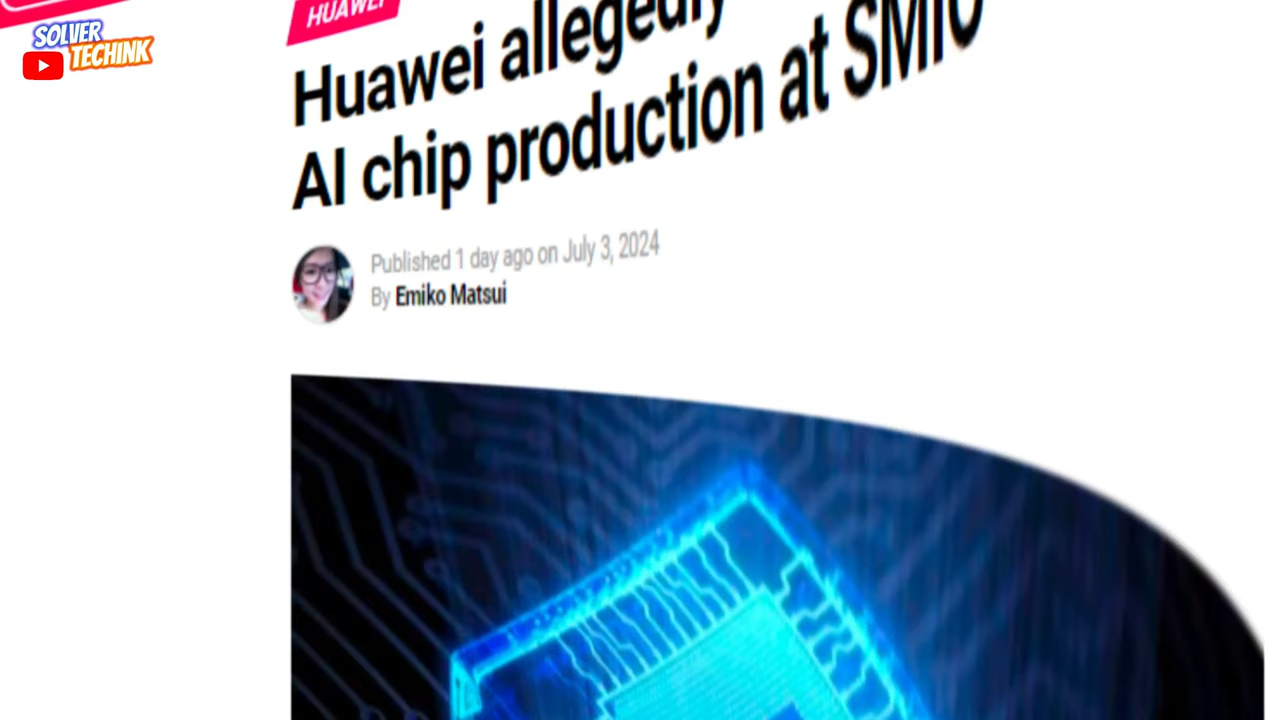 SOLVER
TECHINK
HUAWEI
Huawei allegedly
AI chip production at SMIC
Published 1 day ago on July 3, 2024
By Emiko Matsui